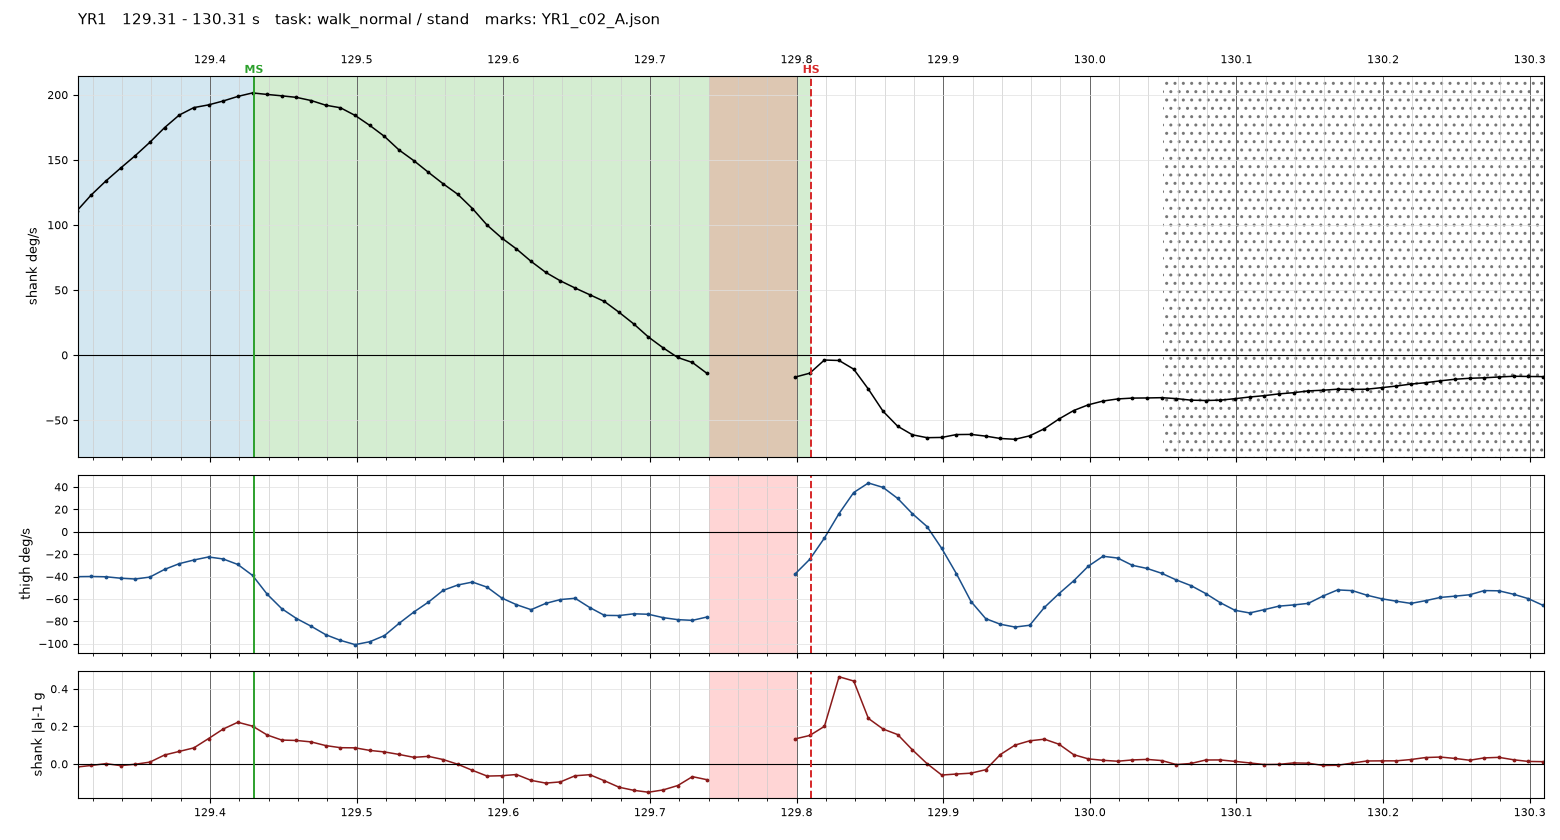 YR1   129.31 - 130.31 s   task: walk_normal / stand   marks: YR1_c02_A.json
129.4 129.5 129.6 129.7 129.8 129.9 130.0 130.1 130.2 130.3
MS HS
200
150
100
50
0
−50
shank deg/s
40
20
0
−20
−40
−60
−80
−100
thigh deg/s
0.4
0.2
0.0
shank |a|-1 g
129.4 129.5 129.6 129.7 129.8 129.9 130.0 130.1 130.2 130.3